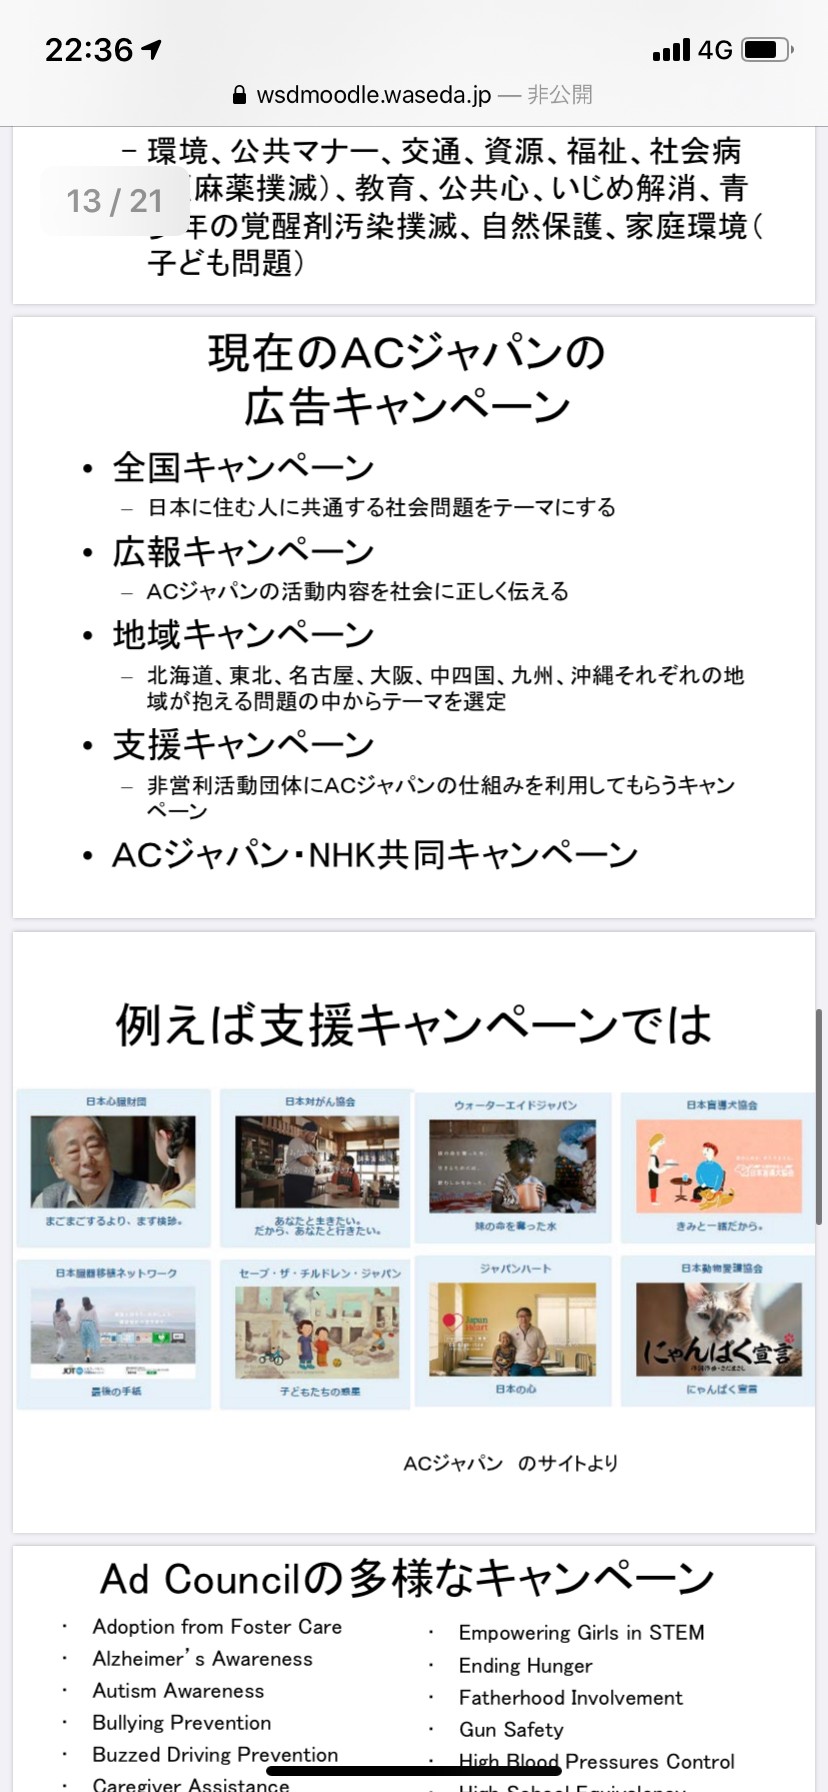 22:36
4G
wsdmoodle.waseda.jp — 非公開
13 / 21
– 環境、公共マナー、交通、資源、福祉、社会病
麻薬撲滅)、教育、公共心、いじめ解消、青
少年の覚醒剤汚染撲滅、自然保護、家庭環境(
子ども問題)
現在のACジャパンの
広告キャンペーン
• 全国キャンペーン
– 日本に住む人に共通する社会問題をテーマにする
• 広報キャンペーン
– ACジャパンの活動内容を社会に正しく伝える
• 地域キャンペーン
– 北海道、東北、名古屋、大阪、中四国、九州、沖縄それぞれの地
域が抱える問題の中からテーマを選定
• 支援キャンペーン
– 非営利活動団体にACジャパンの仕組みを利用してもらうキャン
ペーン
• ACジャパン・NHK共同キャンペーン
例えば支援キャンペーンでは
日本心臓財団
まごまごするより、まず検診。
日本対がん協会
あなたと生きたい。
だから、あなたと行きたい。
ウォーターエイドジャパン
妹の命を奪った水
日本盲導犬協会
日本盲導犬協会
きみと一緒だから。
日本臓器移植ネットワーク
JOT
最後の手紙
セーブ・ザ・チルドレン・ジャパン
子どもたちの惑星
ジャパンハート
Japan
Heart
日本の心
日本動物愛護協会
にゃんぱく宣言
にゃんぱく宣言
ACジャパン のサイトより
Ad Councilの多様なキャンペーン
· Adoption from Foster Care
· Alzheimer's Awareness
· Autism Awareness
· Bullying Prevention
· Buzzed Driving Prevention
· Caregiver Assistance
· Empowering Girls in STEM
· Ending Hunger
· Fatherhood Involvement
· Gun Safety
· High Blood Pressures Control
· High School Equivalency